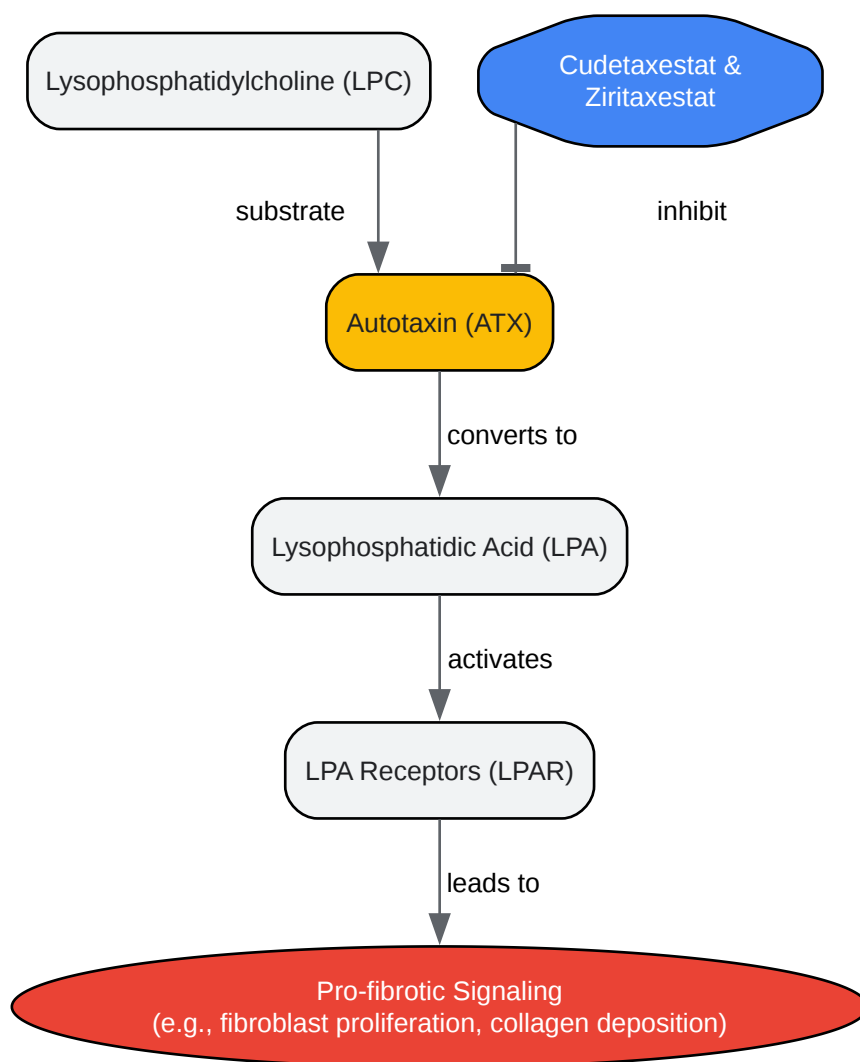 Lysophosphatidylcholine (LPC)
Cudetaxestat &
Ziritaxestat
substrate
inhibit
Autotaxin (ATX)
converts to
Lysophosphatidic Acid (LPA)
activates
LPA Receptors (LPAR)
leads to
Pro-fibrotic Signaling
(e.g., fibroblast proliferation, collagen deposition)